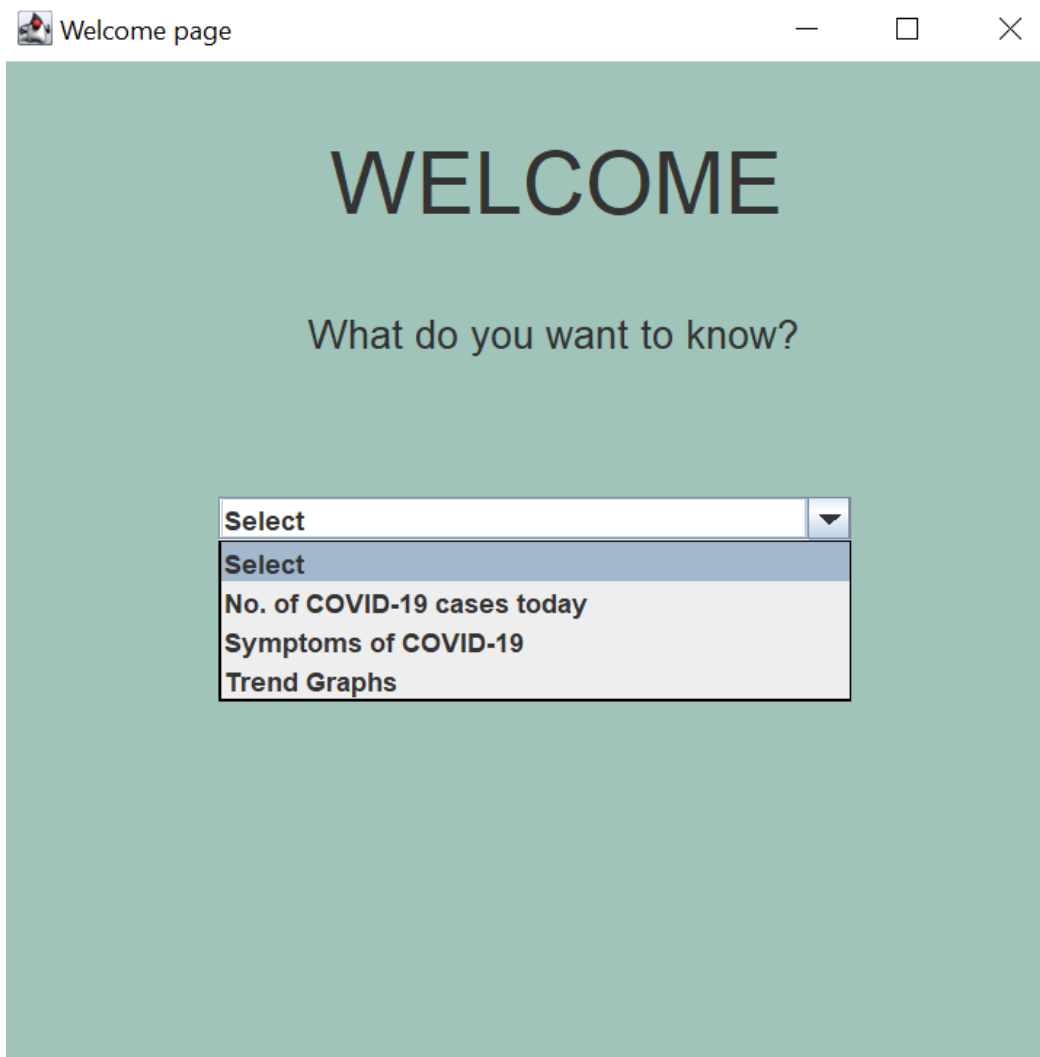 Welcome page
WELCOME
What do you want to know?
Select
Select
No. of COVID-19 cases today
Symptoms of COVID-19
Trend Graphs